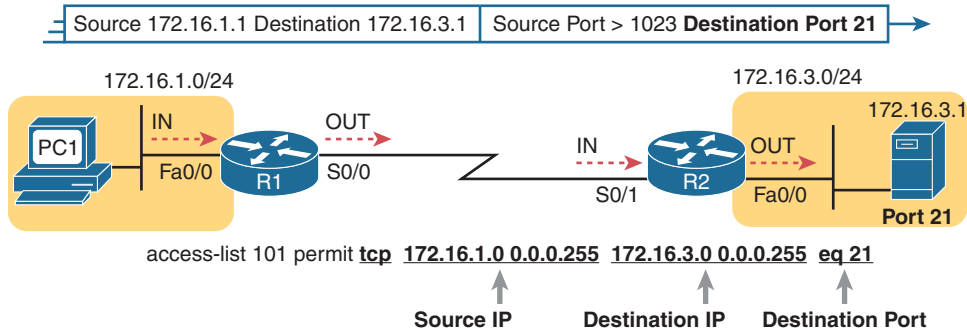 Source 172.16.1.1 Destination 172.16.3.1 Source Port > 1023 Destination Port 21
172.16.1.0/24
172.16.3.0/24
172.16.3.1
IN
OUT
IN
OUT
PC1
Fa0/0
R1
S0/0
S0/1
R2
Fa0/0
Port 21
access-list 101 permit tcp 172.16.1.0 0.0.0.255 172.16.3.0 0.0.0.255 eq 21
Source IP
Destination IP
Destination Port